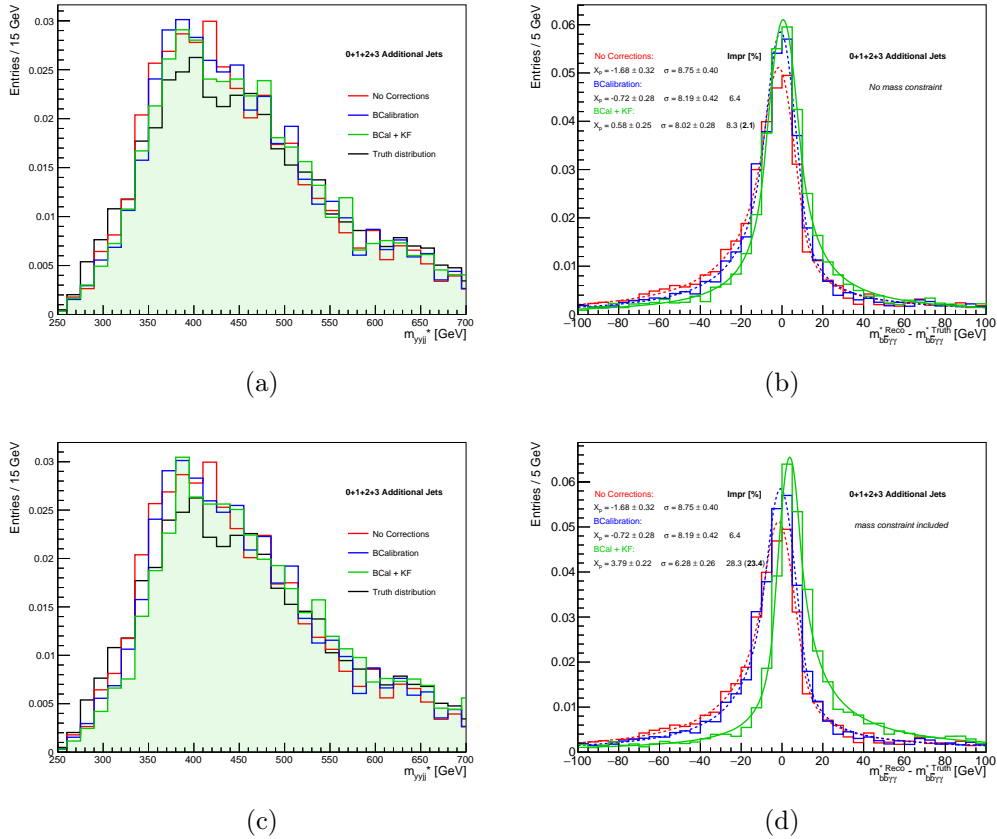 Entries / 15 GeV
0.03
0.025
0.02
0.015
0.01
0.005
0
250 300 350 400 450 500 550 600 650 700
m_yyjj* [GeV]
0+1+2+3 Additional Jets
No Corrections
BCalibration
BCal + KF
Truth distribution
(a)
Entries / 5 GeV
0.06
0.05
0.04
0.03
0.02
0.01
0
−100 −80 −60 −40 −20 0 20 40 60 80 100
m*Reco bb̄γγ - m*Truth bb̄γγ [GeV]
No Corrections: Impr [%]
X_p = -1.68 ± 0.32 σ = 8.75 ± 0.40
BCalibration:
X_p = -0.72 ± 0.28 σ = 8.19 ± 0.42 6.4
BCal + KF:
X_p = 0.58 ± 0.25 σ = 8.02 ± 0.28 8.3 (2.1)
0+1+2+3 Additional Jets
No mass constraint
(b)
Entries / 15 GeV
0.03
0.025
0.02
0.015
0.01
0.005
0
250 300 350 400 450 500 550 600 650 700
m_yyjj* [GeV]
0+1+2+3 Additional Jets
No Corrections
BCalibration
BCal + KF
Truth distribution
(c)
Entries / 5 GeV
0.06
0.05
0.04
0.03
0.02
0.01
0
−100 −80 −60 −40 −20 0 20 40 60 80 100
m*Reco bb̄γγ - m*Truth bb̄γγ [GeV]
No Corrections: Impr [%]
X_p = -1.68 ± 0.32 σ = 8.75 ± 0.40
BCalibration:
X_p = -0.72 ± 0.28 σ = 8.19 ± 0.42 6.4
BCal + KF:
X_p = 3.79 ± 0.22 σ = 6.28 ± 0.26 28.3 (23.4)
0+1+2+3 Additional Jets
mass constraint included
(d)